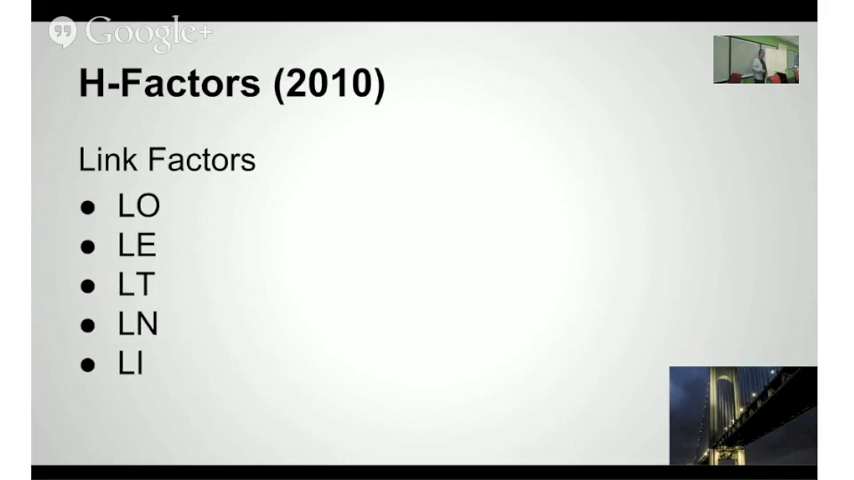 Google+
H-Factors (2010)
Link Factors
● LO
● LE
● LT
● LN
● LI